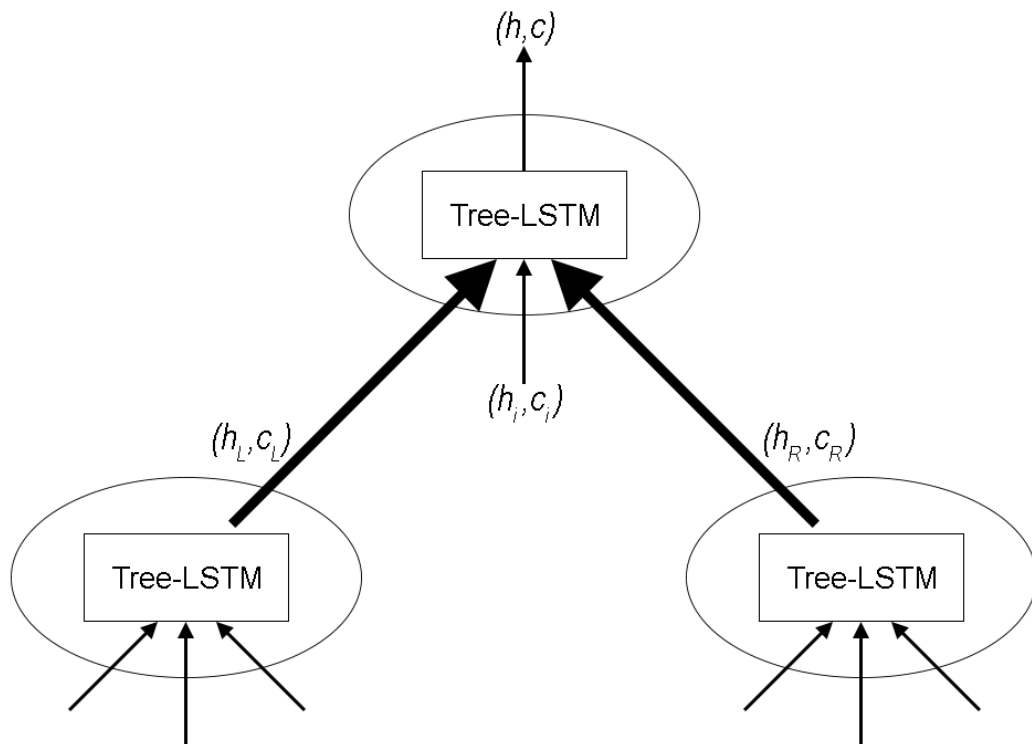 (h,c)
Tree-LSTM
(h_i,c_i)
(h_L,c_L)
(h_R,c_R)
Tree-LSTM
Tree-LSTM